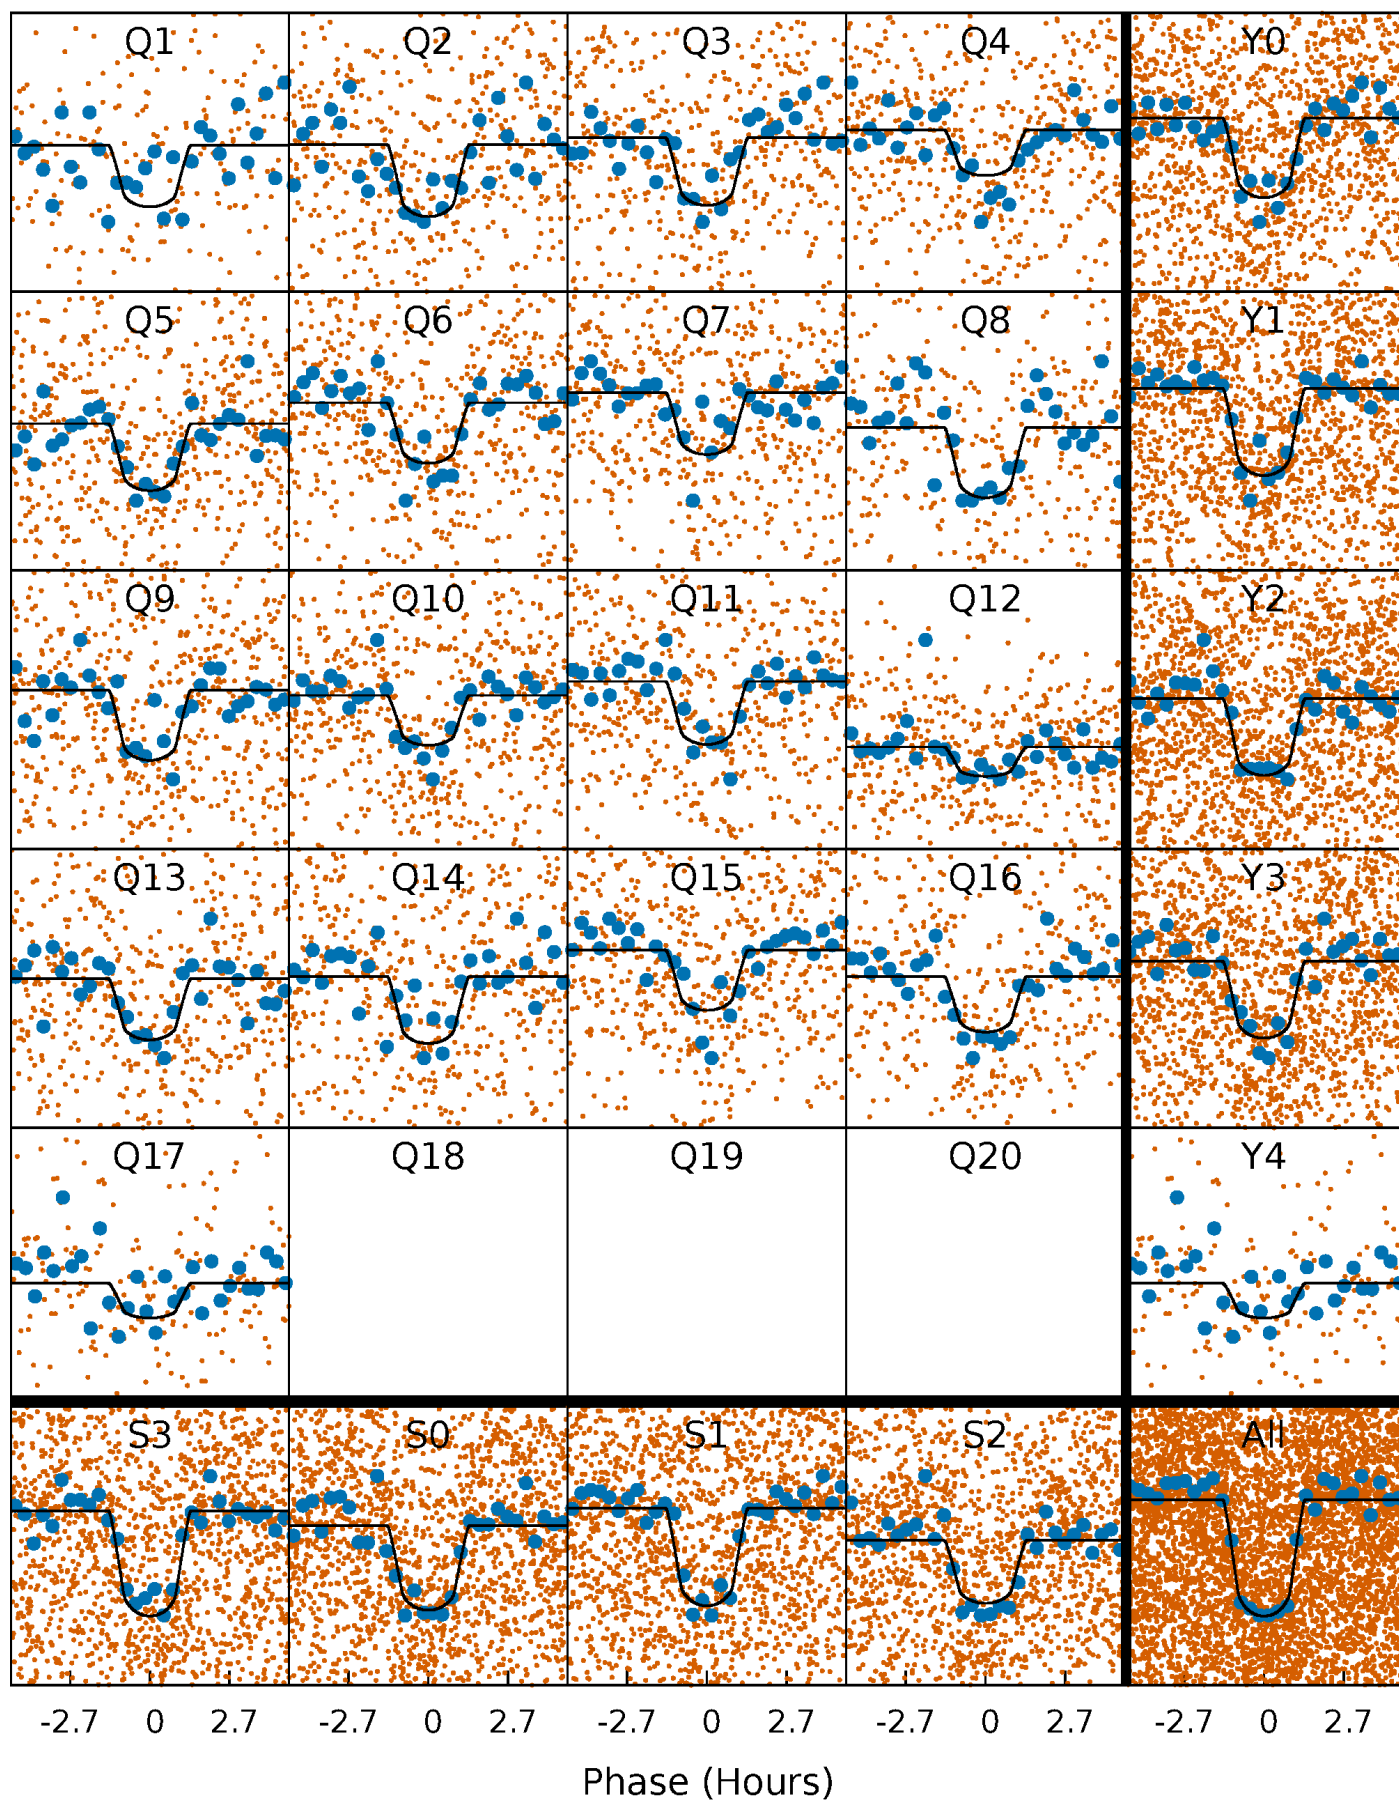 Q1 Q2 Q3 Q4 Y0
Q5 Q6 Q7 Q8 Y1
Q9 Q10 Q11 Q12 Y2
Q13 Q14 Q15 Q16 Y3
Q17 Q18 Q19 Q20 Y4
S3 S0 S1 S2 All
-2.7 0 2.7 -2.7 0 2.7 -2.7 0 2.7 -2.7 0 2.7 -2.7 0 2.7
Phase (Hours)